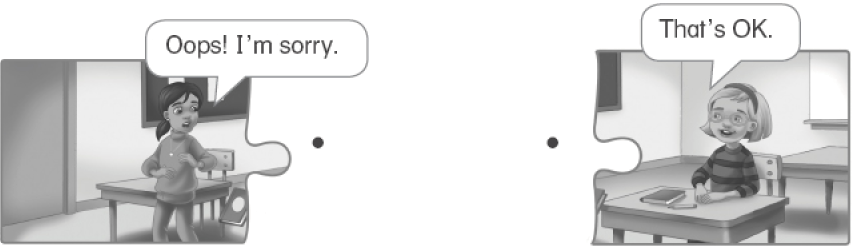 Oops! I'm sorry.
That's OK.